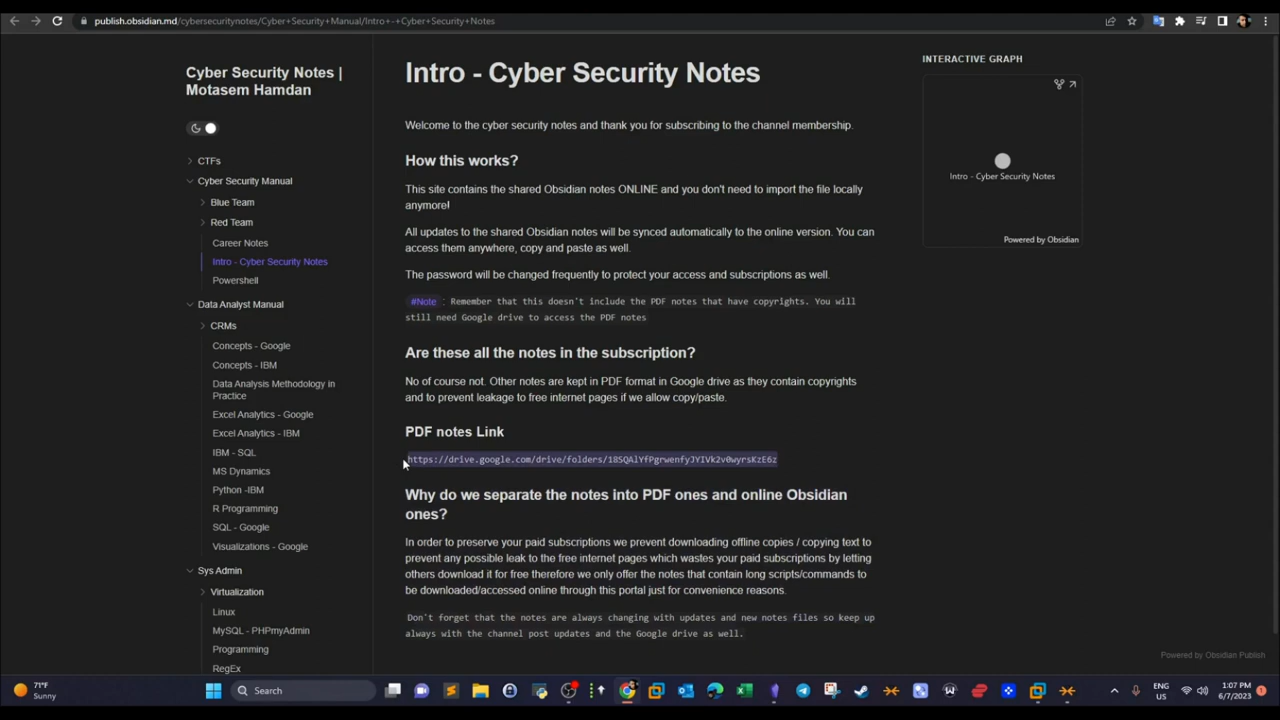 publish.obsidian.md/cybersecuritynotes/Cyber+Security+Manual/Intro+-+Cyber+Security+Notes
Cyber Security Notes |
Motasem Hamdan
CTFs
Cyber Security Manual
Blue Team
Red Team
Career Notes
Intro - Cyber Security Notes
Powershell
Data Analyst Manual
CRMs
Concepts - Google
Concepts - IBM
Data Analysis Methodology in
Practice
Excel Analytics - Google
Excel Analytics - IBM
IBM - SQL
MS Dynamics
Python -IBM
R Programming
SQL - Google
Visualizations - Google
Sys Admin
Virtualization
Linux
MySQL - PHPmyAdmin
Programming
RegEx
Intro - Cyber Security Notes
Welcome to the cyber security notes and thank you for subscribing to the channel membership.
How this works?
This site contains the shared Obsidian notes ONLINE and you don't need to import the file locally
anymore!
All updates to the shared Obsidian notes will be synced automatically to the online version. You can
access them anywhere, copy and paste as well.
The password will be changed frequently to protect your access and subscriptions as well.
#Note : Remember that this doesn't include the PDF notes that have copyrights. You will
still need Google drive to access the PDF notes
Are these all the notes in the subscription?
No of course not. Other notes are kept in PDF format in Google drive as they contain copyrights
and to prevent leakage to free internet pages if we allow copy/paste.
PDF notes Link
https://drive.google.com/drive/folders/18SQAlYfPgrwenfyJYIVk2v0wyrsKzE6z
Why do we separate the notes into PDF ones and online Obsidian
ones?
In order to preserve your paid subscriptions we prevent downloading offline copies / copying text to
prevent any possible leak to the free internet pages which wastes your paid subscriptions by letting
others download it for free therefore we only offer the notes that contain long scripts/commands to
be downloaded/accessed online through this portal just for convenience reasons.
Don't forget that the notes are always changing with updates and new notes files so keep up
always with the channel post updates and the Google drive as well.
INTERACTIVE GRAPH
Intro - Cyber Security Notes
Powered by Obsidian
Powered by Obsidian Publish
71°F
Sunny
Search
ENG
US
1:07 PM
6/7/2023
1